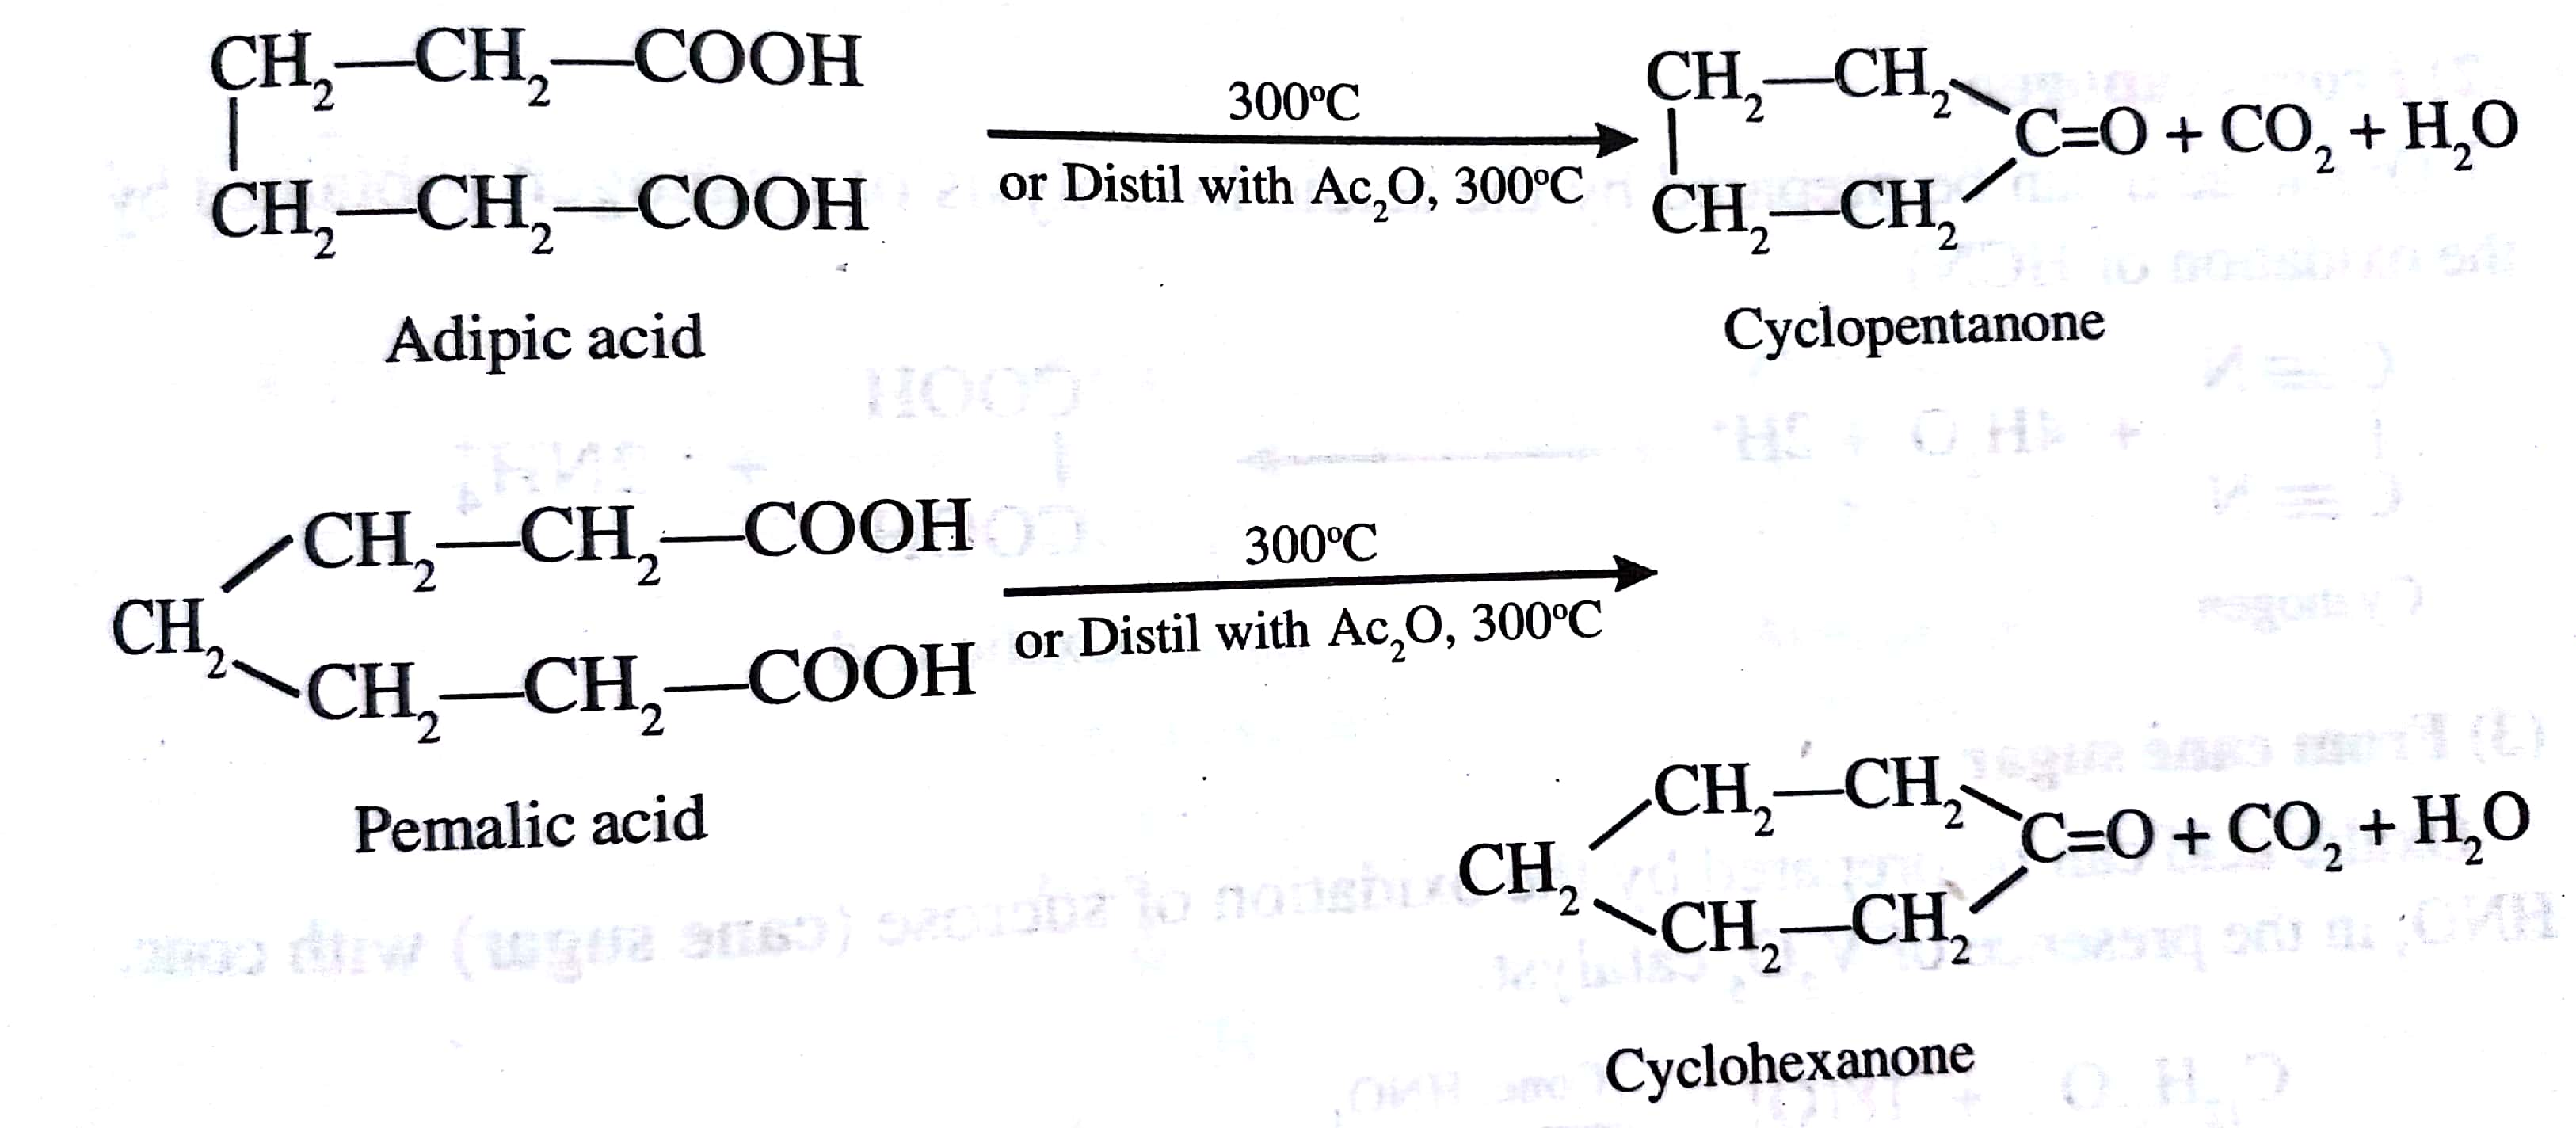 CH₂—CH₂—COOH
|
CH₂—CH₂—COOH
Adipic acid
300°C
or Distil with Ac₂O, 300°C
CH₂—CH₂
| C=O + CO₂ + H₂O
CH₂—CH₂
Cyclopentanone
CH₂—CH₂—COOH
CH₂
CH₂—CH₂—COOH
Pemalic acid
300°C
or Distil with Ac₂O, 300°C
CH₂—CH₂
CH₂ C=O + CO₂ + H₂O
CH₂—CH₂
Cyclohexanone